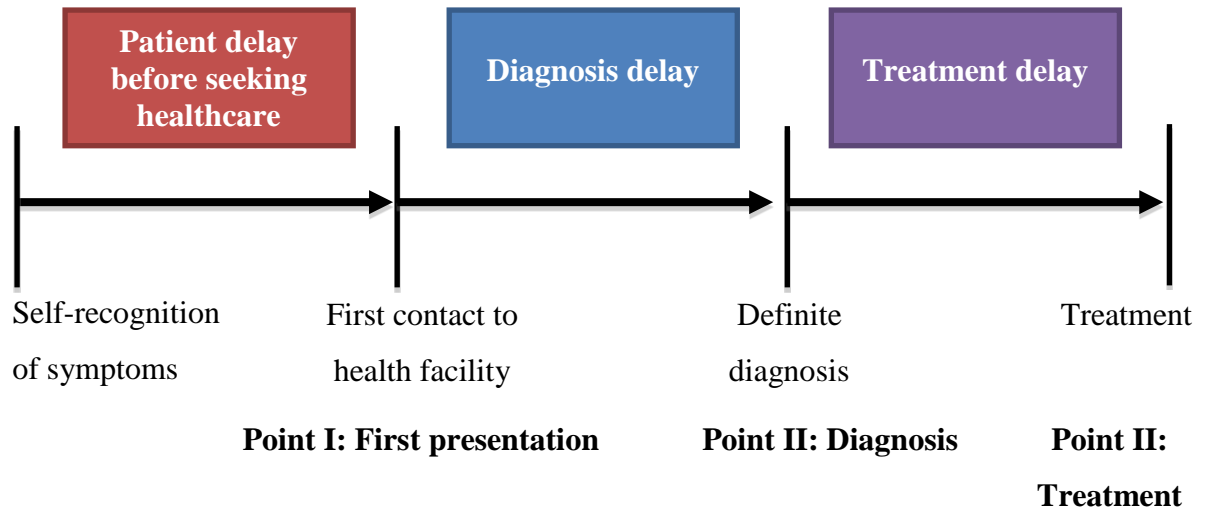 Patient delay
before seeking
healthcare
Diagnosis delay
Treatment delay
Self-recognition
of symptoms
First contact to
health facility
Definite
diagnosis
Treatment
Point I: First presentation
Point II: Diagnosis
Point II:
Treatment